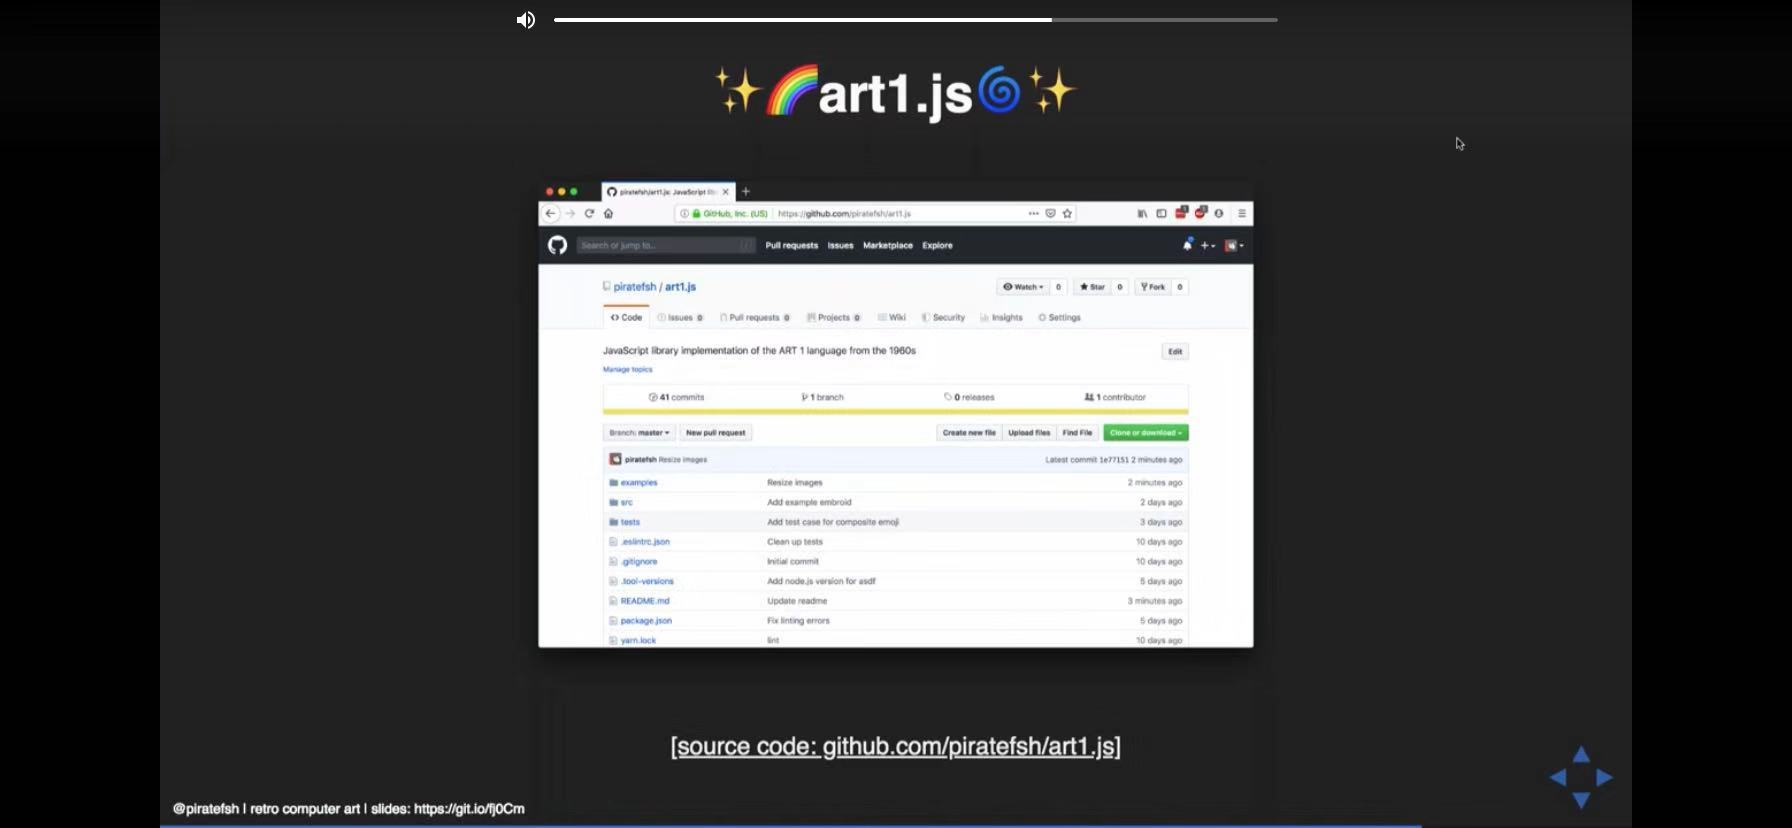 ✨🌈art1.js🌀✨
piratefsh/art1.js: JavaScript lib
GitHub, Inc. (US) https://github.com/piratefsh/art1.js
Search or jump to...
Pull requests Issues Marketplace Explore
piratefsh / art1.js
Watch 0 Star 0 Fork 0
Code Issues 0 Pull requests 0 Projects 0 Wiki Security Insights Settings
JavaScript library implementation of the ART 1 language from the 1960s
Edit
Manage topics
41 commits 1 branch 0 releases 1 contributor
Branch: master New pull request Create new file Upload files Find File Clone or download
piratefsh Resize images Latest commit 1e77151 2 minutes ago
examples Resize images 2 minutes ago
src Add example embroid 2 days ago
tests Add test case for composite emoji 3 days ago
.eslintrc.json Clean up tests 10 days ago
.gitignore Initial commit 10 days ago
.tool-versions Add node.js version for asdf 5 days ago
README.md Update readme 3 minutes ago
package.json Fix linting errors 5 days ago
yarn.lock lint 10 days ago
[source code: github.com/piratefsh/art1.js]
@piratefsh | retro computer art | slides: https://git.io/fj0Cm